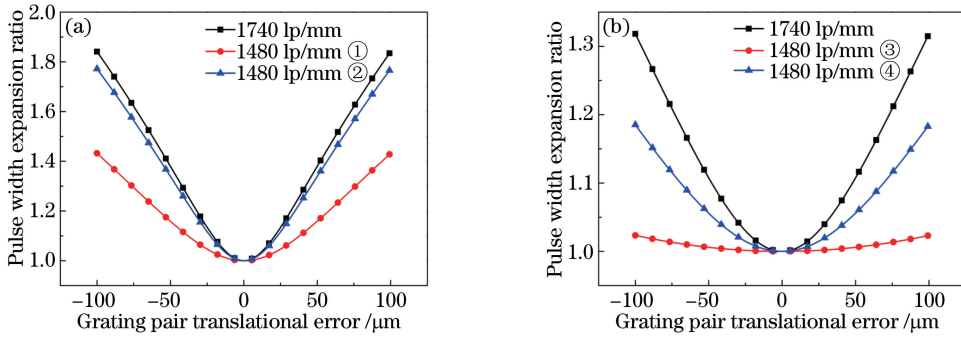 (a)
1740 lp/mm
1480 lp/mm ①
1480 lp/mm ②
Pulse width expansion ratio
2.0
1.8
1.6
1.4
1.2
1.0
−100
−50
0
50
100
Grating pair translational error /μm
(b)
1740 lp/mm
1480 lp/mm ③
1480 lp/mm ④
Pulse width expansion ratio
1.3
1.2
1.1
1.0
−100
−50
0
50
100
Grating pair translational error /μm